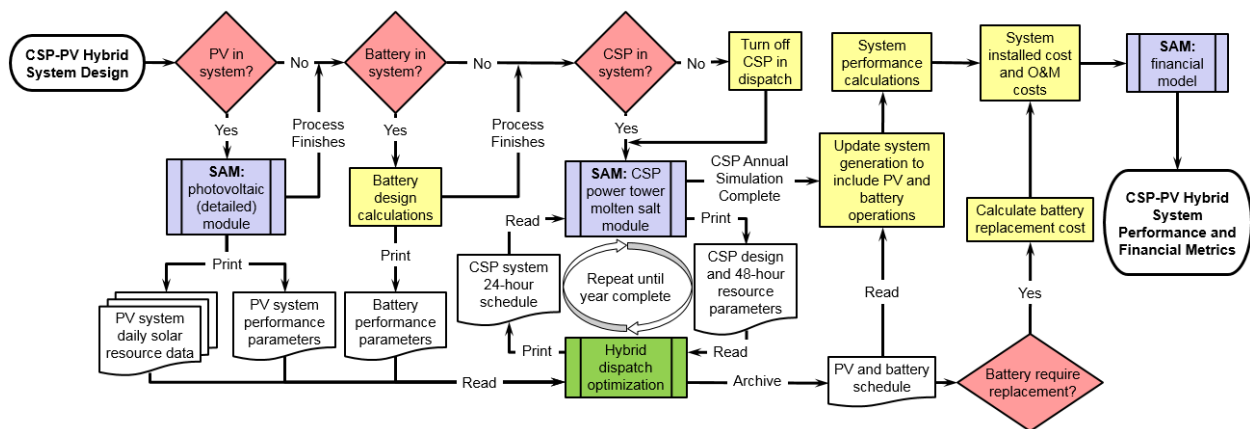 CSP-PV Hybrid
System Design
PV in
system?
No
Battery in
system?
No
CSP in
system?
No
Turn off
CSP in
dispatch
System
performance
calculations
System
installed cost
and O&M
costs
SAM:
financial
model
Yes
Process
Finishes
Yes
Process
Finishes
Yes
SAM:
photovoltaic
(detailed)
module
Battery
design
calculations
SAM: CSP
power tower
molten salt
module
CSP Annual
Simulation
Complete
Update system
generation to
include PV and
battery
operations
Calculate battery
replacement cost
CSP-PV Hybrid
System
Performance and
Financial Metrics
Read
Print
Print
Print
CSP system
24-hour
schedule
Repeat until
year complete
CSP design
and 48-hour
resource
parameters
Read
Yes
PV system
daily solar
resource data
PV system
performance
parameters
Battery
performance
parameters
Print
Read
Read
Hybrid
dispatch
optimization
Archive
PV and battery
schedule
Battery require
replacement?